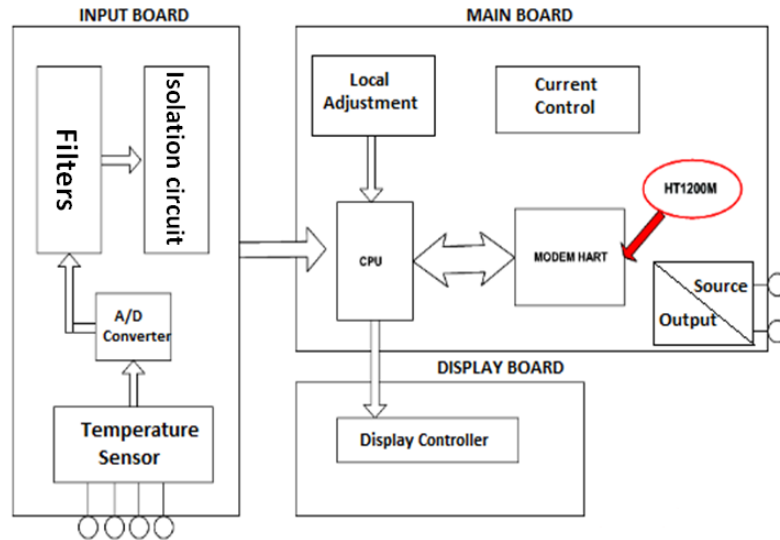 INPUT BOARD
Filters
Isolation circuit
A/D
Converter
Temperature
Sensor
MAIN BOARD
Local
Adjustment
Current
Control
HT1200M
CPU
MODEM HART
Source
Output
DISPLAY BOARD
Display Controller